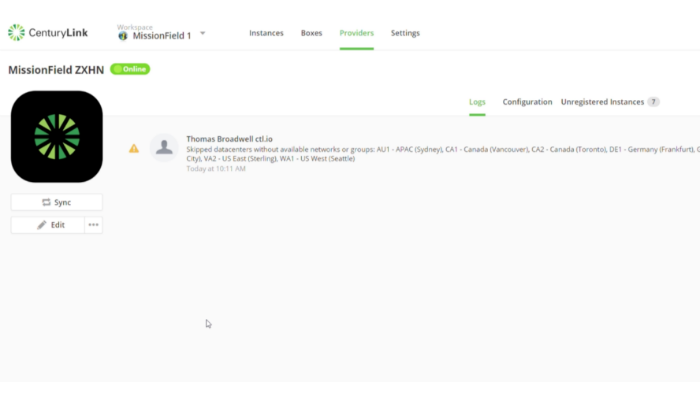 CenturyLink
Workspace
MissionField 1
Instances
Boxes
Providers
Settings
MissionField ZXHN
Online
Logs
Configuration
Unregistered Instances 7
Thomas Broadwell ctl.io
Skipped datacenters without available networks or groups: AU1 - APAC (Sydney), CA1 - Canada (Vancouver), CA2 - Canada (Toronto), DE1 - Germany (Frankfurt),
City), VA2 - US East (Sterling), WA1 - US West (Seattle)
Today at 10:11 AM
Sync
Edit